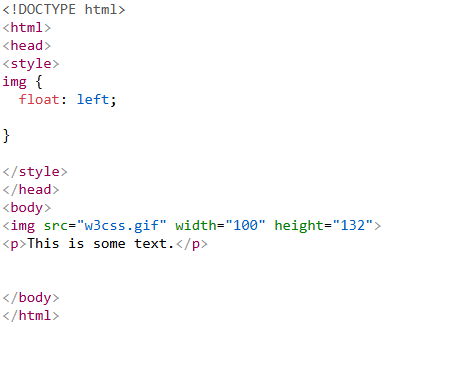 <!DOCTYPE html>
<html>
<head>
<style>
img {
  float: left;
}
</style>
</head>
<body>
<img src="w3css.gif" width="100" height="132">
<p>This is some text.</p>
</body>
</html>